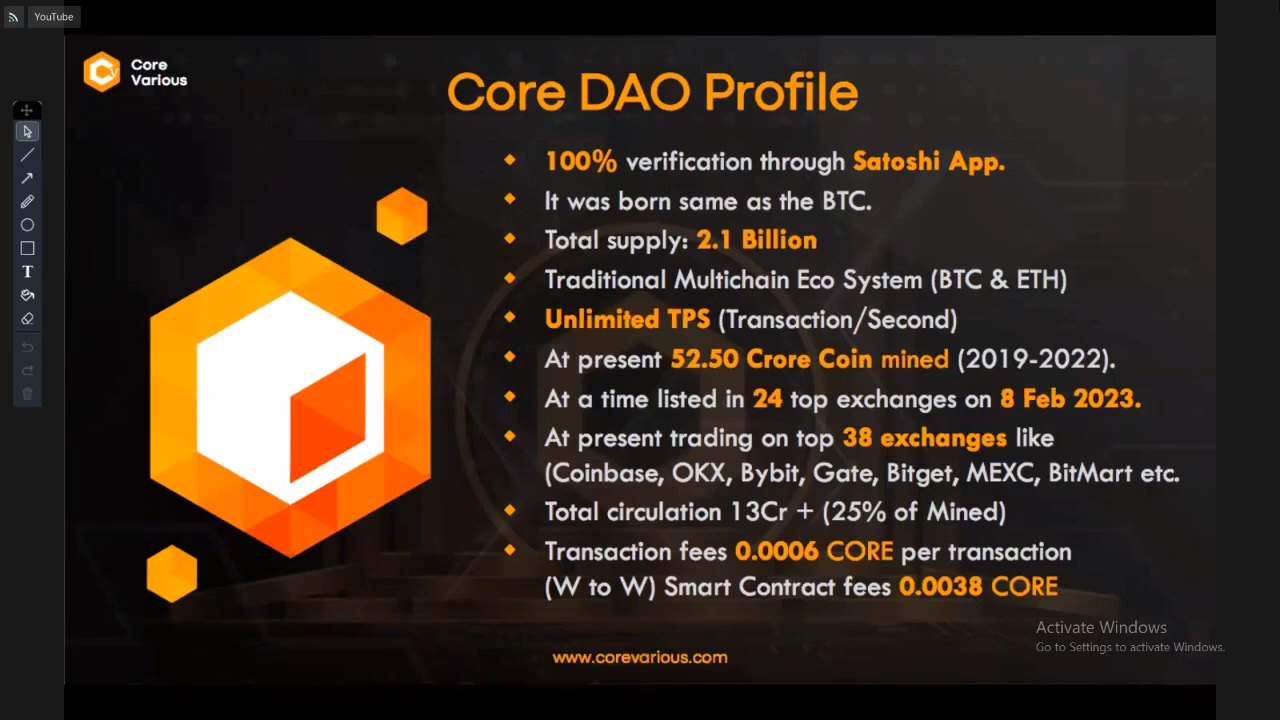 YouTube
Core
Various
Core DAO Profile
100% verification through Satoshi App.
It was born same as the BTC.
Total supply: 2.1 Billion
Traditional Multichain Eco System (BTC & ETH)
Unlimited TPS (Transaction/Second)
At present 52.50 Crore Coin mined (2019-2022).
At a time listed in 24 top exchanges on 8 Feb 2023.
At present trading on top 38 exchanges like
(Coinbase, OKX, Bybit, Gate, Bitget, MEXC, BitMart etc.
Total circulation 13Cr + (25% of Mined)
Transaction fees 0.0006 CORE per transaction
(W to W) Smart Contract fees 0.0038 CORE
Activate Windows
Go to Settings to activate Windows.
www.corevarious.com